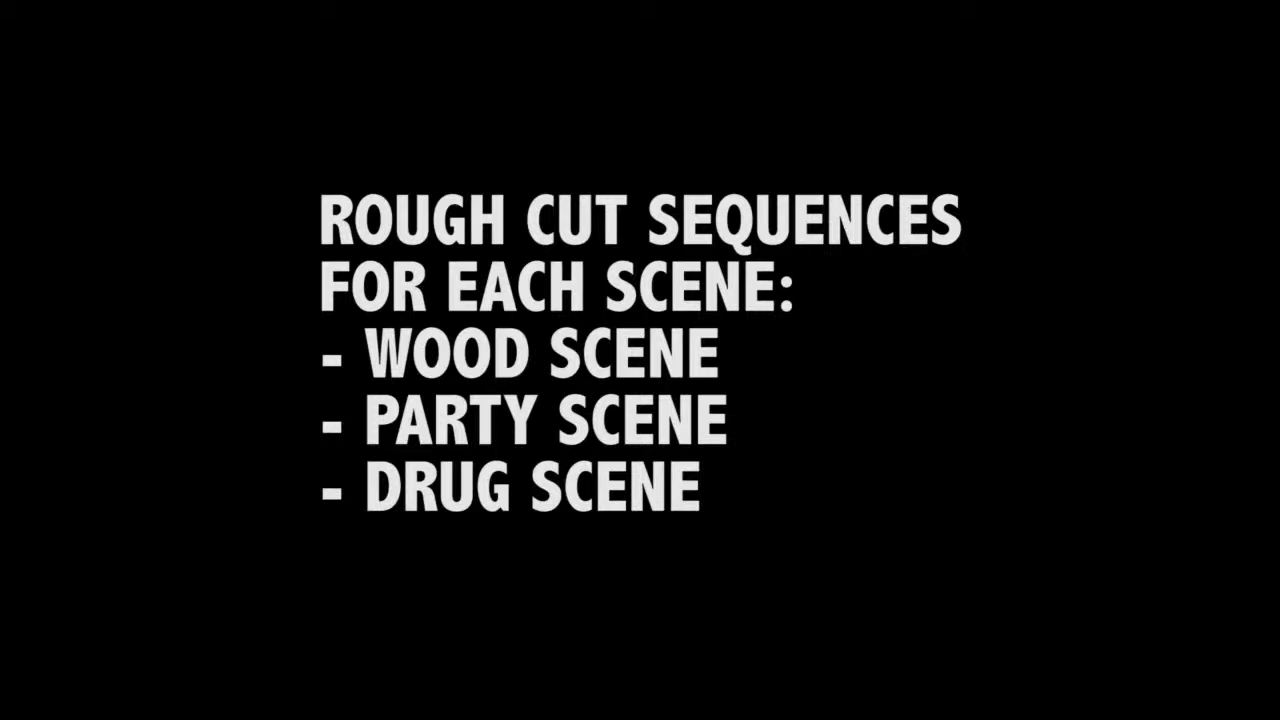 ROUGH CUT SEQUENCES
FOR EACH SCENE:
- WOOD SCENE
- PARTY SCENE
- DRUG SCENE